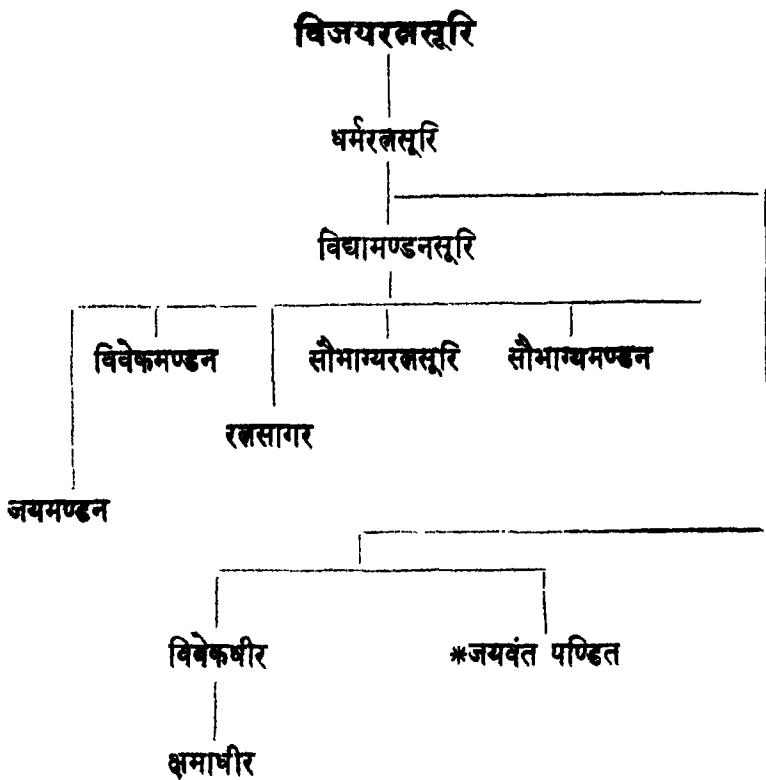 विजयरत्नसूरि
धर्मरत्नसूरि
विद्यामण्डनसूरि
विवेकमण्डन सौभाग्यरत्नसूरि सौभाग्यमण्डन
रत्नसागर
जयमण्डन
विवेकधीर *जयवंत पण्डित
क्षमाधीर